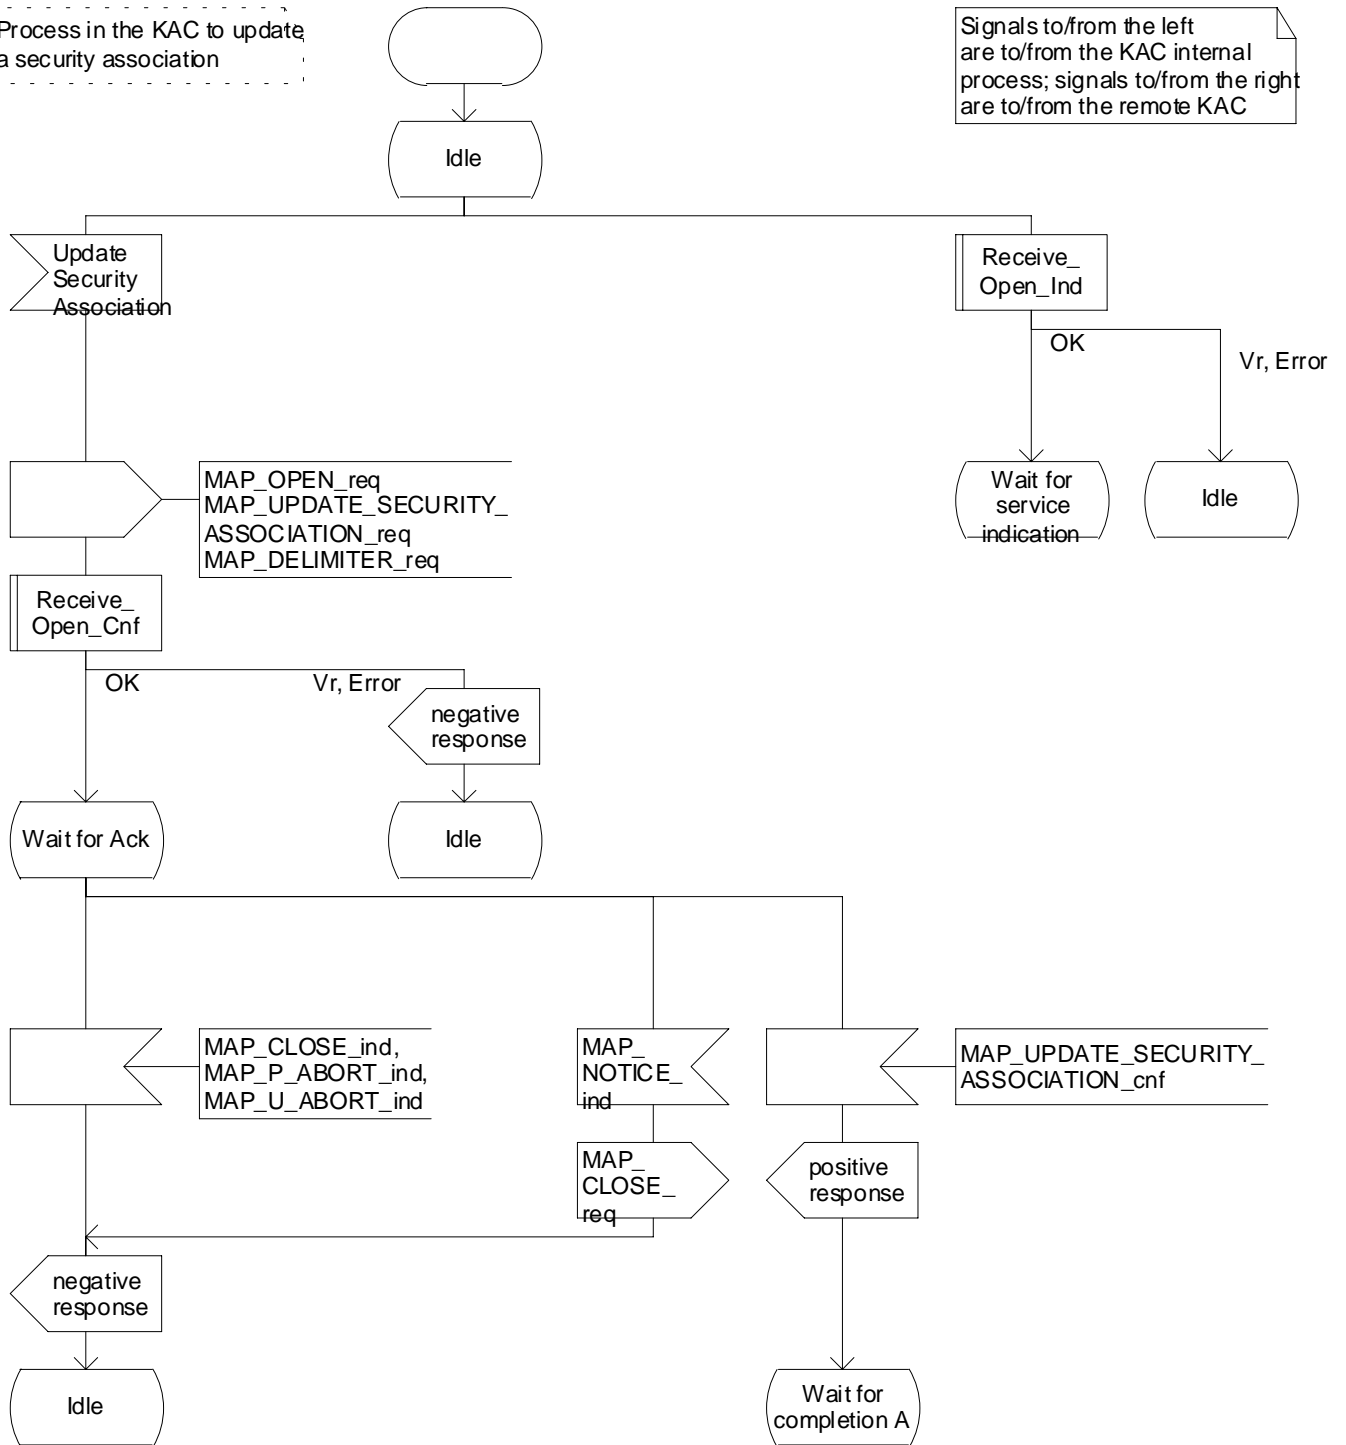 Process in the KAC to update
a security association
Signals to/from the left
are to/from the KAC internal
process; signals to/from the right
are to/from the remote KAC
Idle
Update
Security
Association
Receive_
Open_Ind
OK
Vr, Error
MAP_OPEN_req
MAP_UPDATE_SECURITY_
ASSOCIATION_req
MAP_DELIMITER_req
Wait for
service
indication
Idle
Receive_
Open_Cnf
OK
Vr, Error
negative
response
Wait for Ack
Idle
MAP_CLOSE_ind,
MAP_P_ABORT_ind,
MAP_U_ABORT_ind
MAP_
NOTICE_
ind
MAP_UPDATE_SECURITY_
ASSOCIATION_cnf
MAP_
CLOSE_
req
positive
response
negative
response
Idle
Wait for
completion A